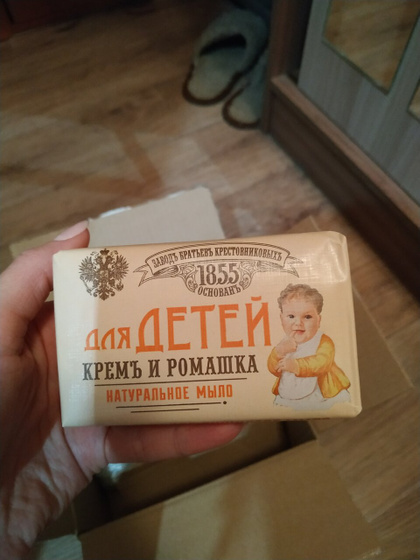 ЗАВОДЪ БРАТЬЕВЪ КРЕСТОВНИКОВЫХЪ
1855
ОСНОВАНЪ
ДЛЯ ДЕТЕЙ
КРЕМЪ И РОМАШКА
НАТУРАЛЬНОЕ МЫЛО